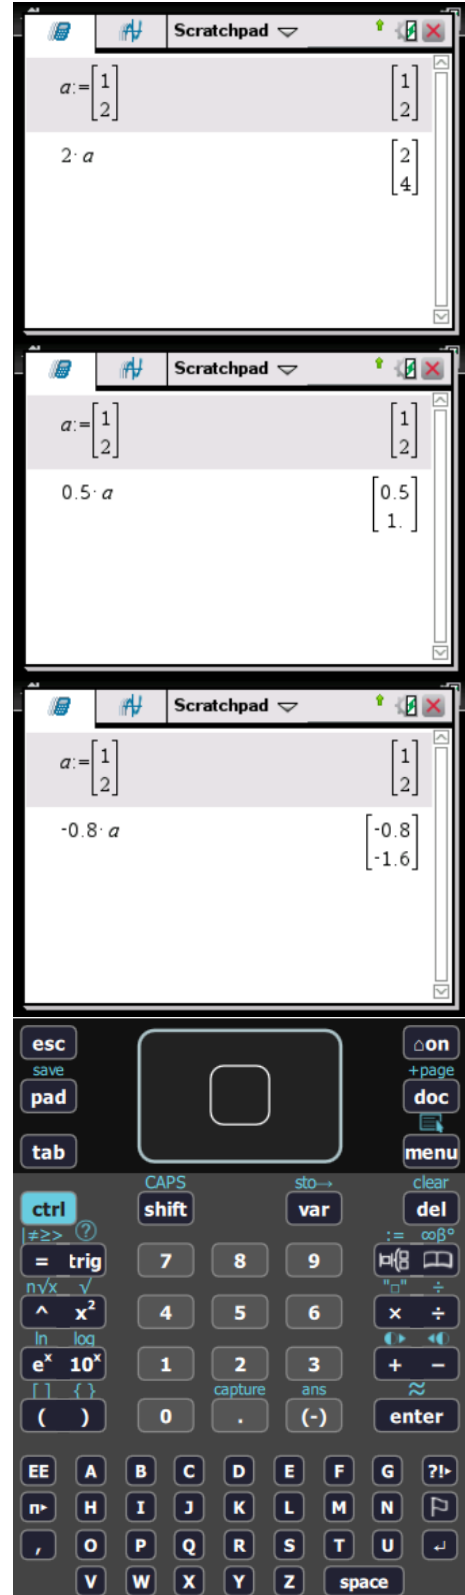 Scratchpad
a:=[1 2] [1 2]
2·a [2 4]
Scratchpad
a:=[1 2] [1 2]
0.5·a [0.5 1.]
Scratchpad
a:=[1 2] [1 2]
-0.8·a [-0.8 -1.6]
esc ⌂on
save +page
pad doc
tab menu
CAPS sto→ clear
ctrl shift var del
|≠≥> ? := ∞β°
= trig 7 8 9
n√x √ "□" ÷
^ x² 4 5 6 × ÷
ln log
eˣ 10ˣ 1 2 3 + −
[ ] { } capture ans ≈
( ) 0 . (-) enter
EE A B C D E F G ?!▸
π▸ H I J K L M N
, O P Q R S T U ↵
V W X Y Z space